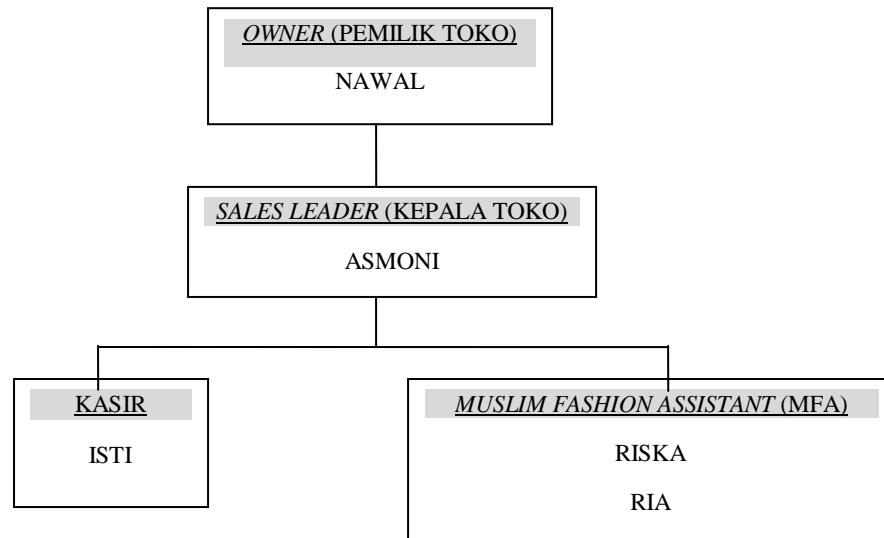 OWNER (PEMILIK TOKO)
NAWAL
SALES LEADER (KEPALA TOKO)
ASMONI
KASIR
ISTI
MUSLIM FASHION ASSISTANT (MFA)
RISKA
RIA